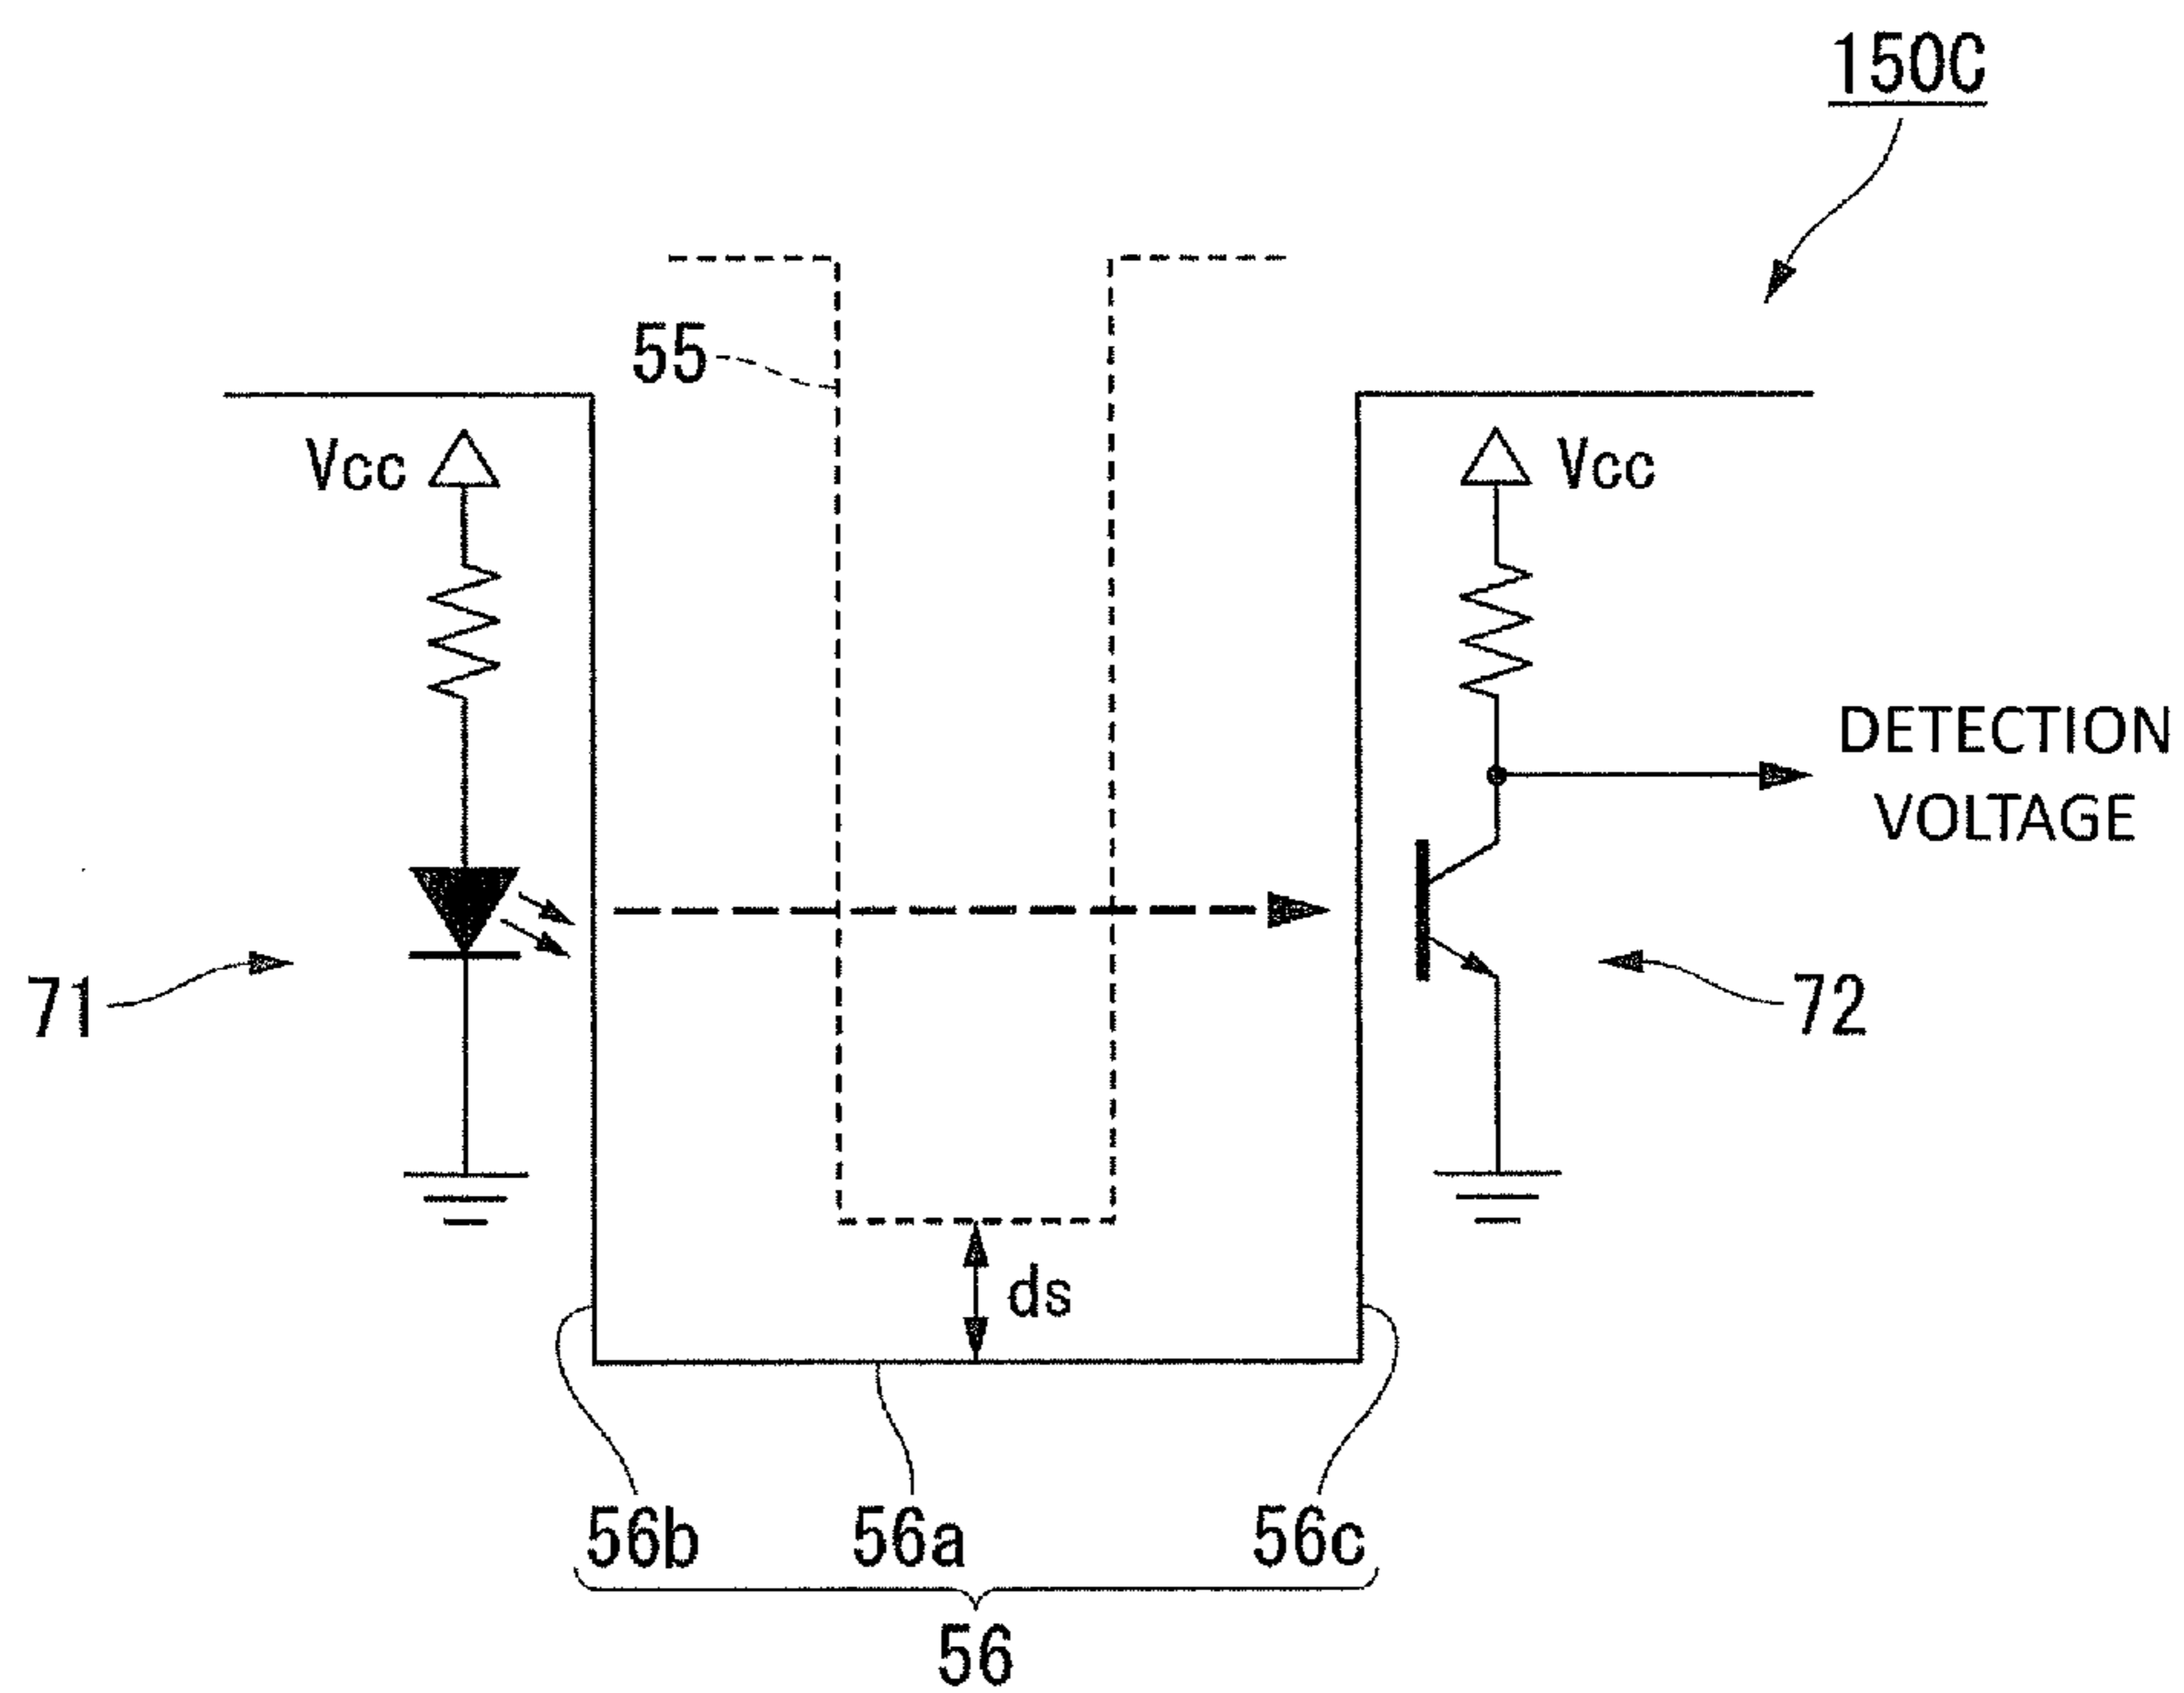 150C
55
Vcc
Vcc
DETECTION
VOLTAGE
71
72
ds
56b
56a
56c
56